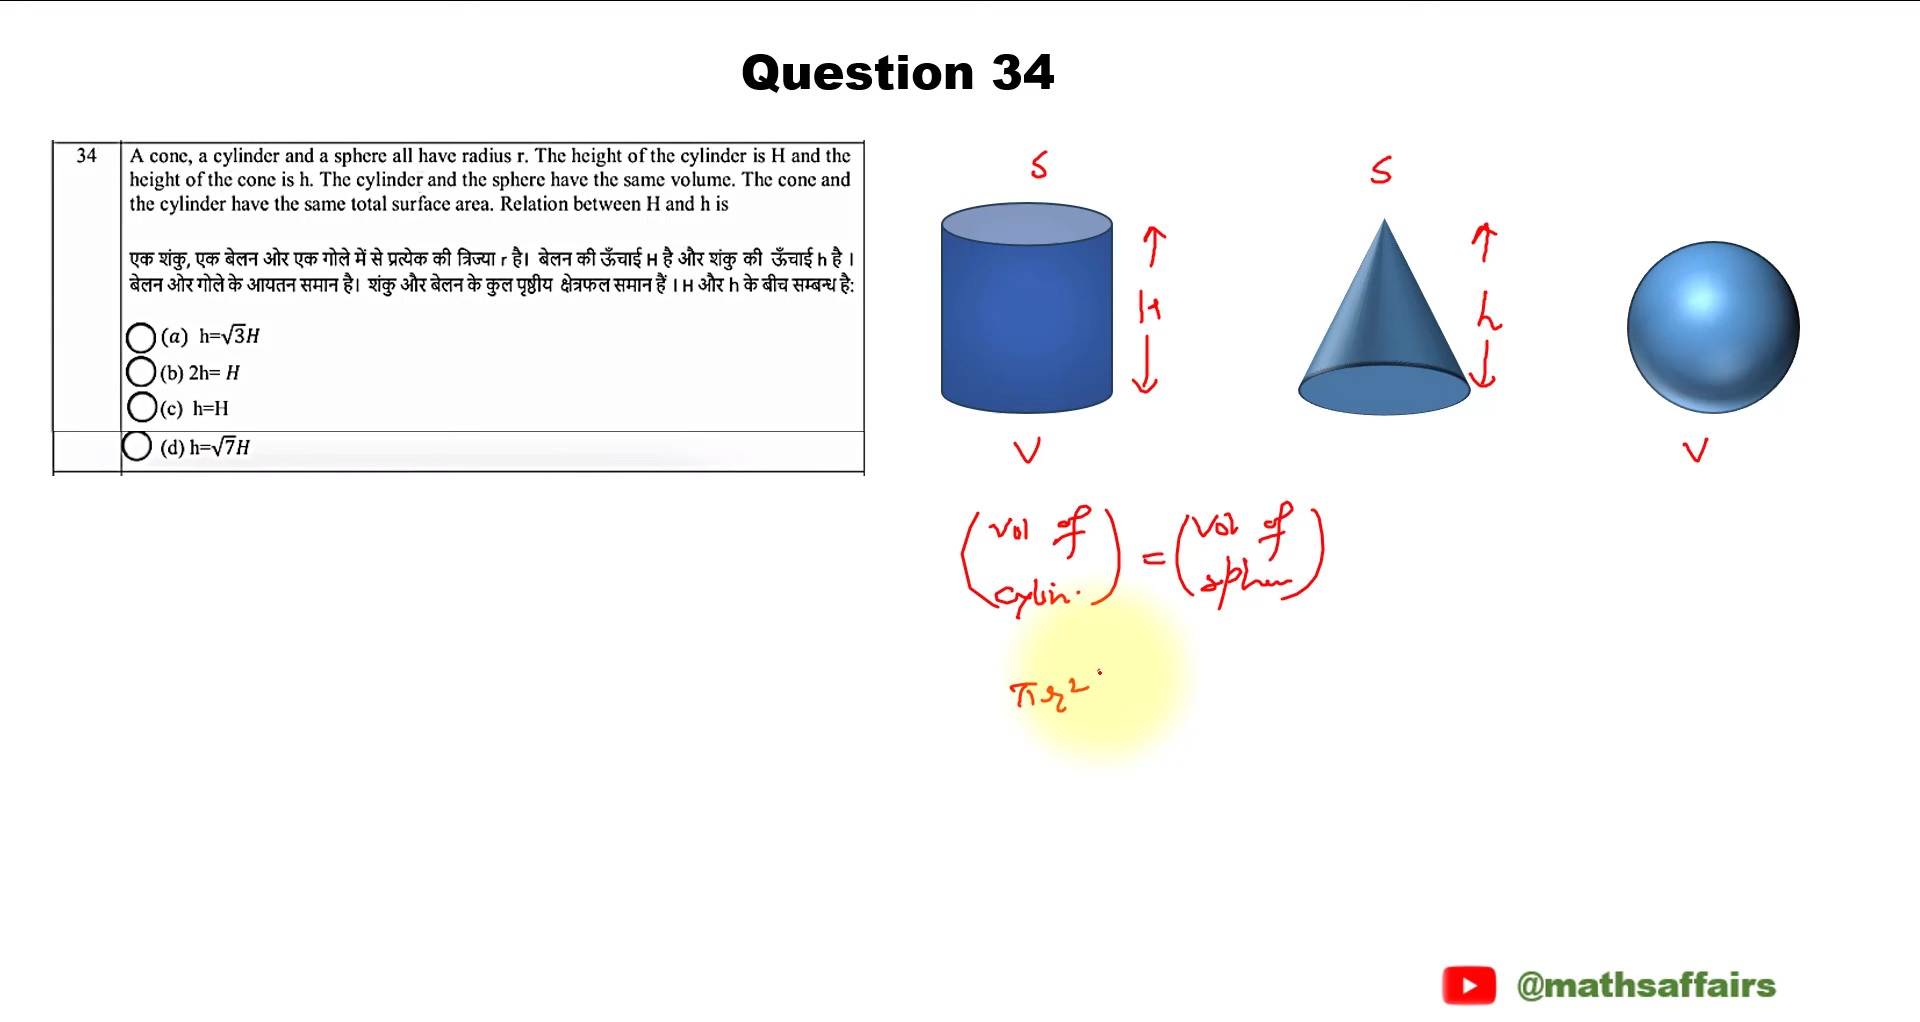 Question 34
34
A cone, a cylinder and a sphere all have radius r. The height of the cylinder is H and the
height of the cone is h. The cylinder and the sphere have the same volume. The cone and
the cylinder have the same total surface area. Relation between H and h is
एक शंकु, एक बेलन ओर एक गोले में से प्रत्येक की त्रिज्या r है। बेलन की ऊँचाई H है और शंकु की ऊँचाई h है ।
बेलन ओर गोले के आयतन समान है। शंकु और बेलन के कुल पृष्ठीय क्षेत्रफल समान हैं । H और h के बीच सम्बन्ध है:
(a) h=√3H
(b) 2h= H
(c) h=H
(d) h=√7H
S
S
H
h
V
V
(vol of cylin.) = (vol of sphere)
πr²
@mathsaffairs